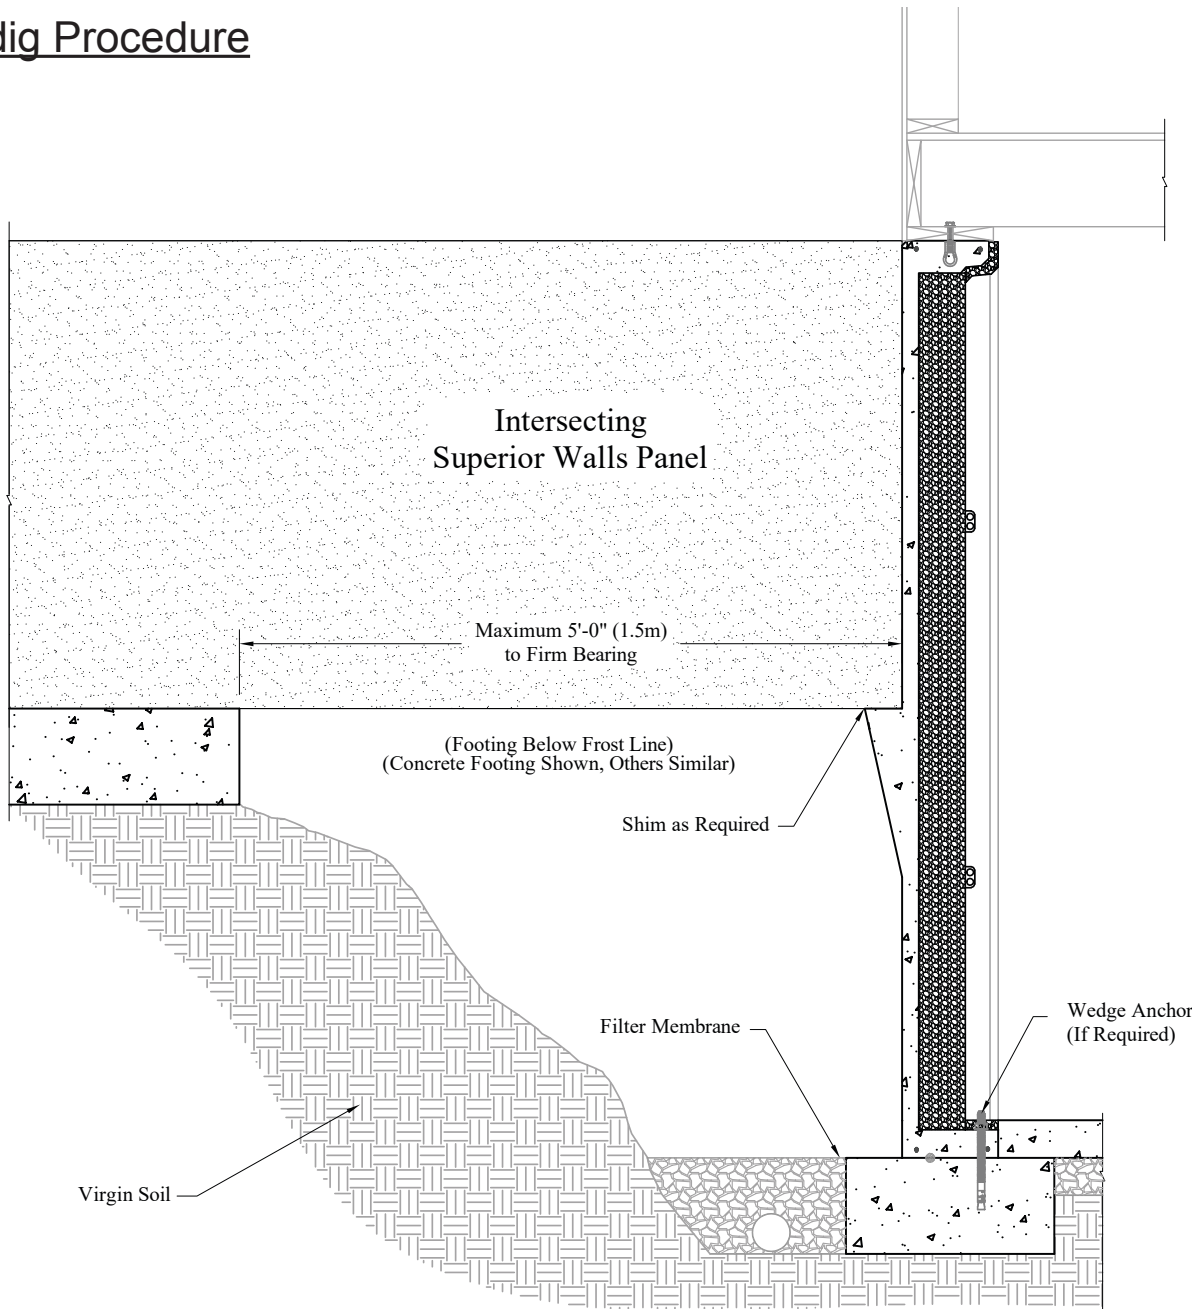 dig Procedure
Intersecting
Superior Walls Panel
Maximum 5'-0" (1.5m)
to Firm Bearing
(Footing Below Frost Line)
(Concrete Footing Shown, Others Similar)
Shim as Required
Filter Membrane
Wedge Anchor
(If Required)
Virgin Soil